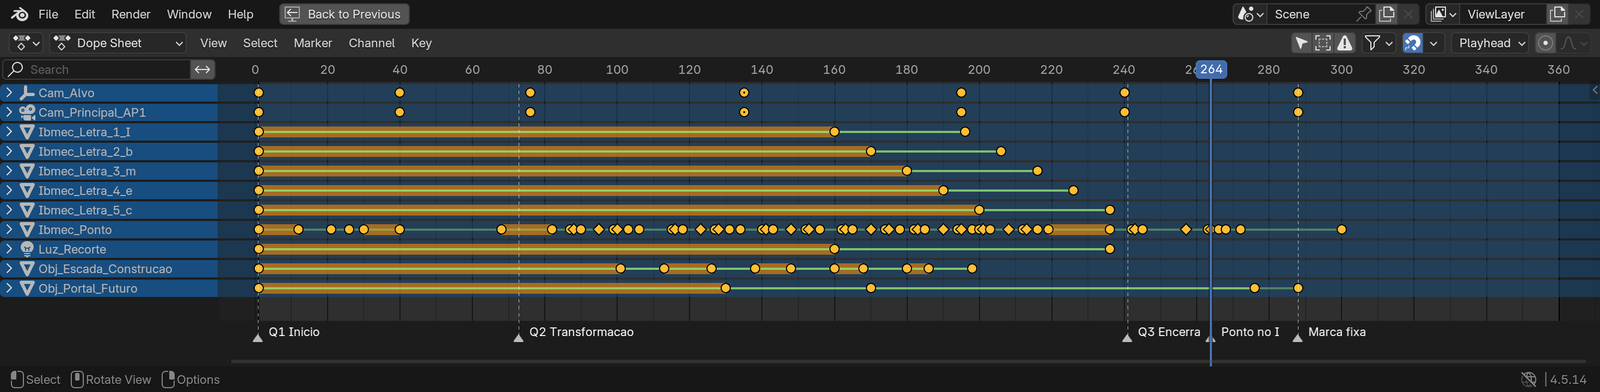 File Edit Render Window Help Back to Previous Scene ViewLayer
Dope Sheet View Select Marker Channel Key Playhead
Search 0 20 40 60 80 100 120 140 160 180 200 220 240 264 280 300 320 340 360
Cam_Alvo
Cam_Principal_AP1
Ibmec_Letra_1_I
Ibmec_Letra_2_b
Ibmec_Letra_3_m
Ibmec_Letra_4_e
Ibmec_Letra_5_c
Ibmec_Ponto
Luz_Recorte
Obj_Escada_Construcao
Obj_Portal_Futuro
Q1 Inicio Q2 Transformacao Q3 Encerra Ponto no I Marca fixa
Select Rotate View Options 4.5.14